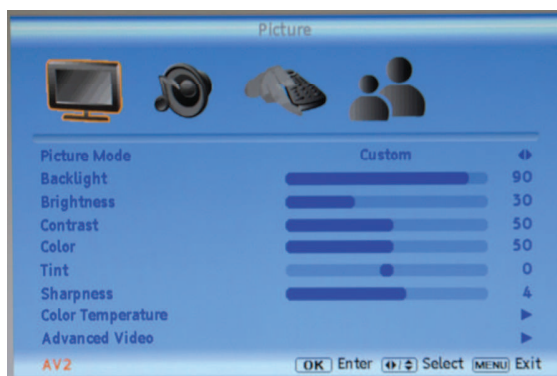 Picture
Picture Mode Custom
Backlight 90
Brightness 30
Contrast 50
Color 50
Tint 0
Sharpness 4
Color Temperature
Advanced Video
AV2 OK Enter Select MENU Exit